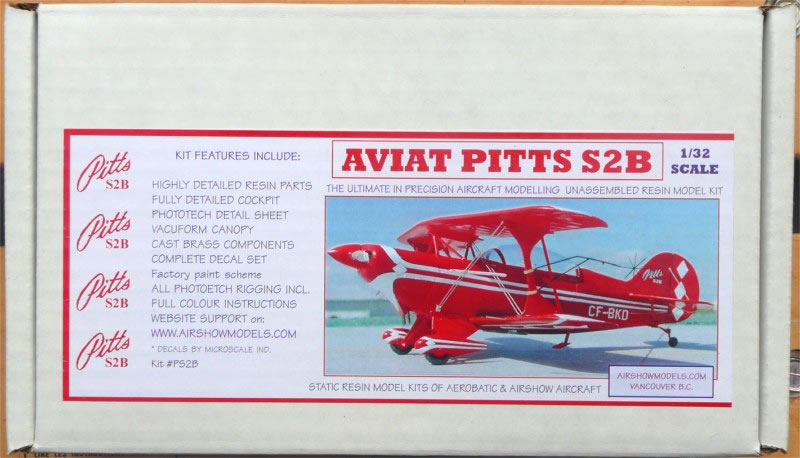 Pitts
S2B
Pitts
S2B
Pitts
S2B
Pitts
S2B
KIT FEATURES INCLUDE:
HIGHLY DETAILED RESIN PARTS
FULLY DETAILED COCKPIT
PHOTOTECH DETAIL SHEET
VACUFORM CANOPY
CAST BRASS COMPONENTS
COMPLETE DECAL SET
Factory paint scheme
ALL PHOTOETCH RIGGING INCL.
FULL COLOUR INSTRUCTIONS
WEBSITE SUPPORT on:
WWW.AIRSHOWMODELS.COM
* DECALS BY MICROSCALE IND.
Kit #PS2B
AVIAT PITTS S2B
1/32
SCALE
THE ULTIMATE IN PRECISION AIRCRAFT MODELLING UNASSEMBLED RESIN MODEL KIT
Pitts
S2B
CF-BKD
STATIC RESIN MODEL KITS OF AEROBATIC & AIRSHOW AIRCRAFT
AIRSHOWMODELS.COM
VANCOUVER B.C.